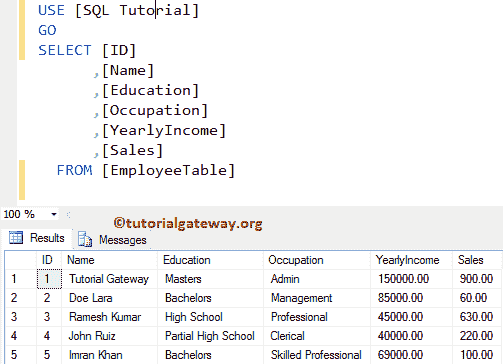 USE [SQL Tutorial]
GO
SELECT [ID]
,[Name]
,[Education]
,[Occupation]
,[YearlyIncome]
,[Sales]
FROM [EmployeeTable]
100 %
©tutorialgateway.org
Results Messages
ID Name Education Occupation YearlyIncome Sales
1 1 Tutorial Gateway Masters Admin 150000.00 900.00
2 2 Doe Lara Bachelors Management 85000.00 60.00
3 3 Ramesh Kumar High School Professional 45000.00 630.00
4 4 John Ruiz Partial High School Clerical 40000.00 220.00
5 5 Imran Khan Bachelors Skilled Professional 69000.00 100.00